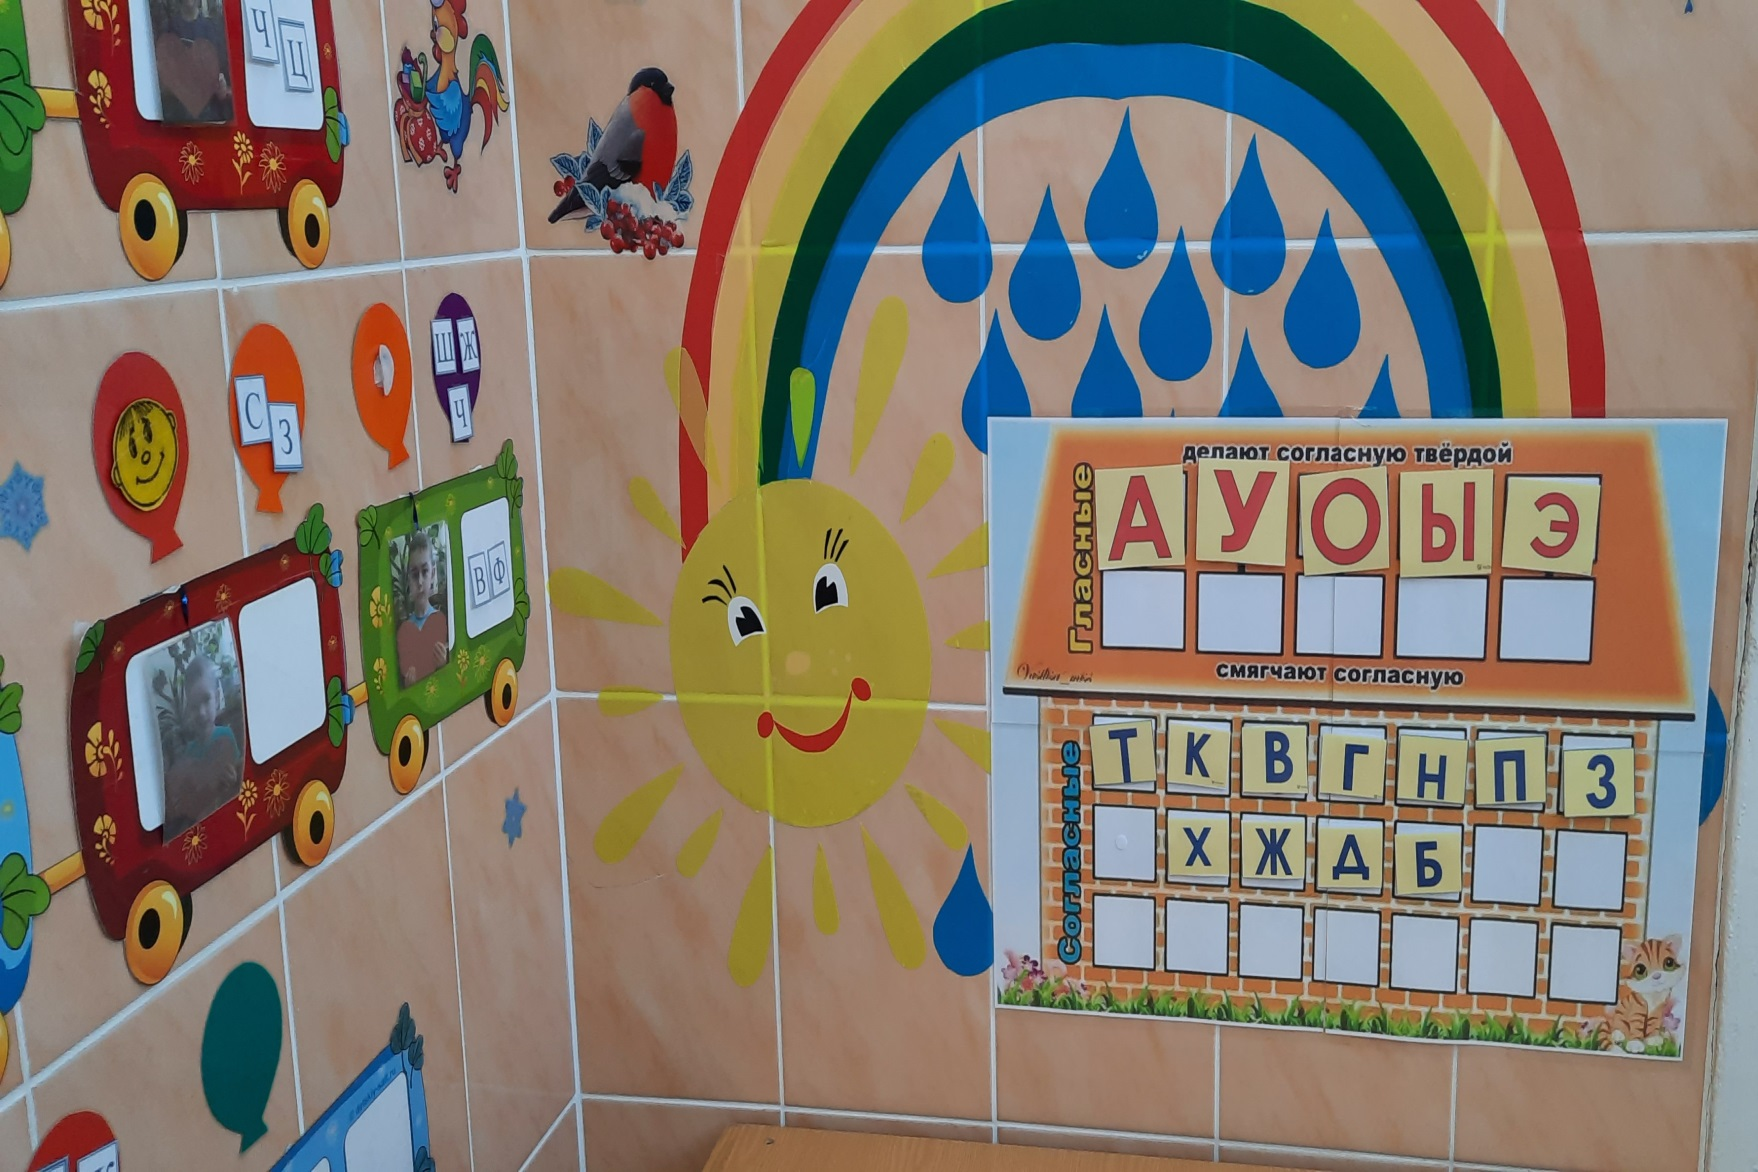 Ч Ц
Ш Ж
Ч
С З
В Ф
делают согласную твёрдой
Гласные
А У О Ы Э
смягчают согласную
Согласные
Т К В Г Н П З
Х Ж Д Б